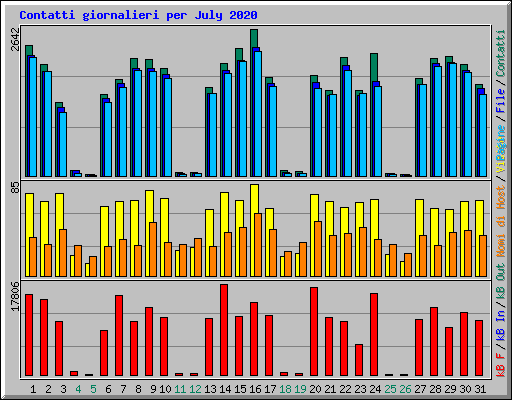 Contatti giornalieri per July 2020
2642
85
17806
kB F / kB In / kB Out Nomi di Host / Visite
Pagine / File / Contatti
1 2 3 4 5 6 7 8 9 10 11 12 13 14 15 16 17 18 19 20 21 22 23 24 25 26 27 28 29 30 31